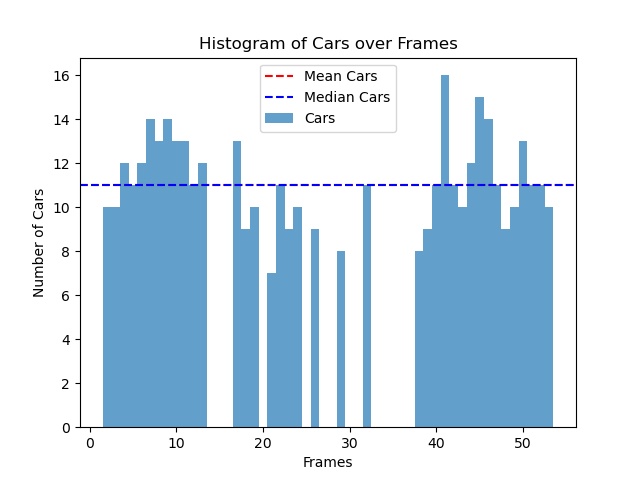 Histogram of Cars over Frames
Mean Cars
Median Cars
Cars
16
14
12
10
8
6
4
2
0
Number of Cars
0 10 20 30 40 50
Frames